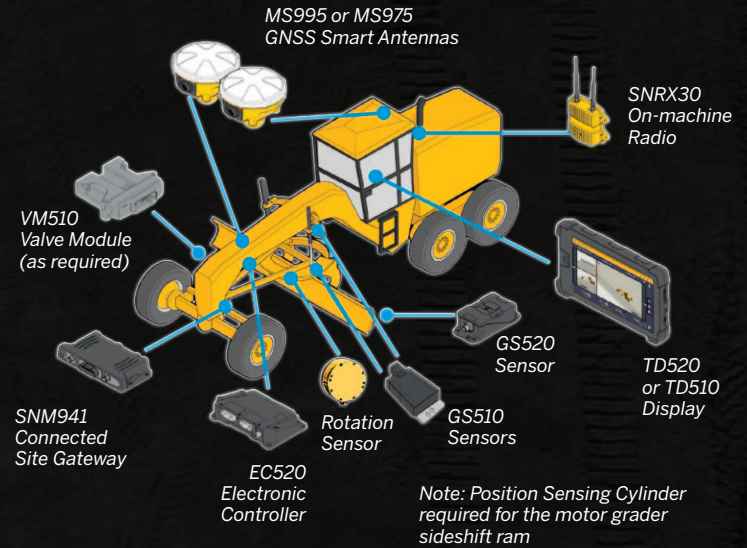 MS995 or MS975
GNSS Smart Antennas
SNRX30
On-machine
Radio
VM510
Valve Module
(as required)
GS520
Sensor
TD520
or TD510
Display
SNM941
Connected
Site Gateway
Rotation
Sensor
GS510
Sensors
EC520
Electronic
Controller
Note: Position Sensing Cylinder
required for the motor grader
sideshift ram